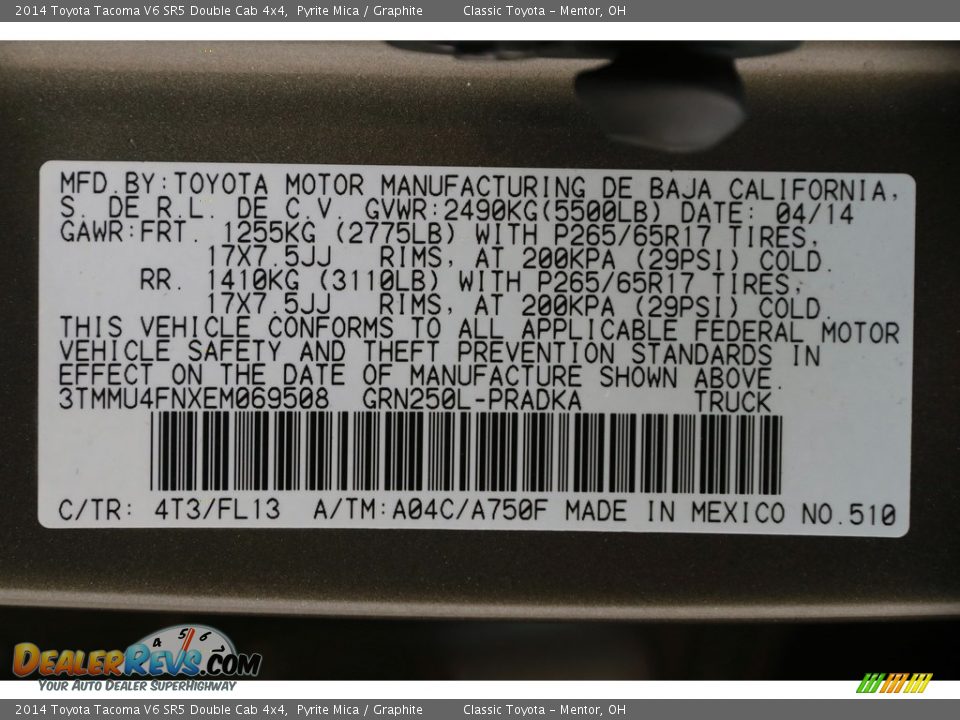 2014 Toyota Tacoma V6 SR5 Double Cab 4x4, Pyrite Mica / Graphite Classic Toyota - Mentor, OH
MFD.BY:TOYOTA MOTOR MANUFACTURING DE BAJA CALIFORNIA,
S. DE R.L. DE C.V. GVWR:2490KG(5500LB) DATE: 04/14
GAWR:FRT. 1255KG (2775LB) WITH P265/65R17 TIRES,
17X7.5JJ RIMS, AT 200KPA (29PSI) COLD.
RR. 1410KG (3110LB) WITH P265/65R17 TIRES,
17X7.5JJ RIMS, AT 200KPA (29PSI) COLD.
THIS VEHICLE CONFORMS TO ALL APPLICABLE FEDERAL MOTOR
VEHICLE SAFETY AND THEFT PREVENTION STANDARDS IN
EFFECT ON THE DATE OF MANUFACTURE SHOWN ABOVE.
3TMMU4FNXEM069508 GRN250L-PRADKA TRUCK
C/TR: 4T3/FL13 A/TM:A04C/A750F MADE IN MEXICO NO.510
4 5 6
DEALERREVS.COM
YOUR AUTO DEALER SUPERHIGHWAY
2014 Toyota Tacoma V6 SR5 Double Cab 4x4, Pyrite Mica / Graphite Classic Toyota - Mentor, OH